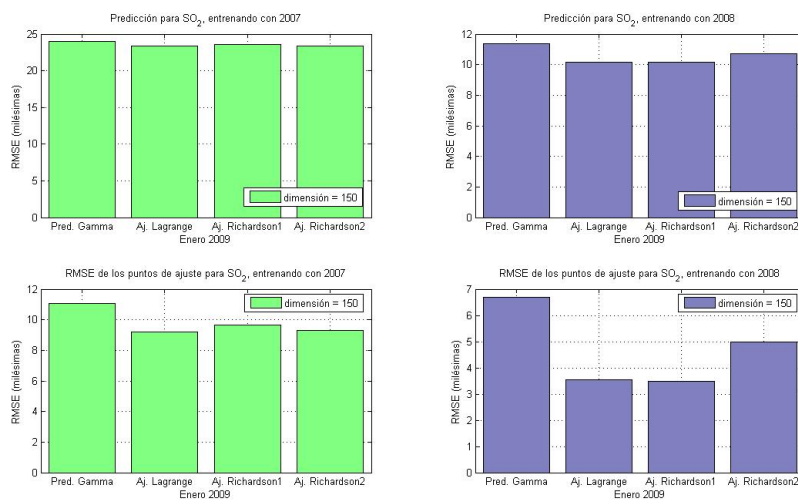 Predicción para SO2, entrenando con 2007
25
20
15
10
5
0
RMSE (milésimas)
dimensión = 150
Pred. Gamma Aj. Lagrange Aj. Richardson1 Aj. Richardson2
Enero 2009
Predicción para SO2, entrenando con 2008
12
10
8
6
4
2
0
RMSE (milésimas)
dimensión = 150
Pred. Gamma Aj. Lagrange Aj. Richardson1 Aj. Richardson2
Enero 2009
RMSE de los puntos de ajuste para SO2, entrenando con 2007
12
10
8
6
4
2
0
RMSE (milésimas)
dimensión = 150
Pred. Gamma Aj. Lagrange Aj. Richardson1 Aj. Richardson2
Enero 2009
RMSE de los puntos de ajuste para SO2, entrenando con 2008
7
6
5
4
3
2
1
0
RMSE (milésimas)
dimensión = 150
Pred. Gamma Aj. Lagrange Aj. Richardson1 Aj. Richardson2
Enero 2009